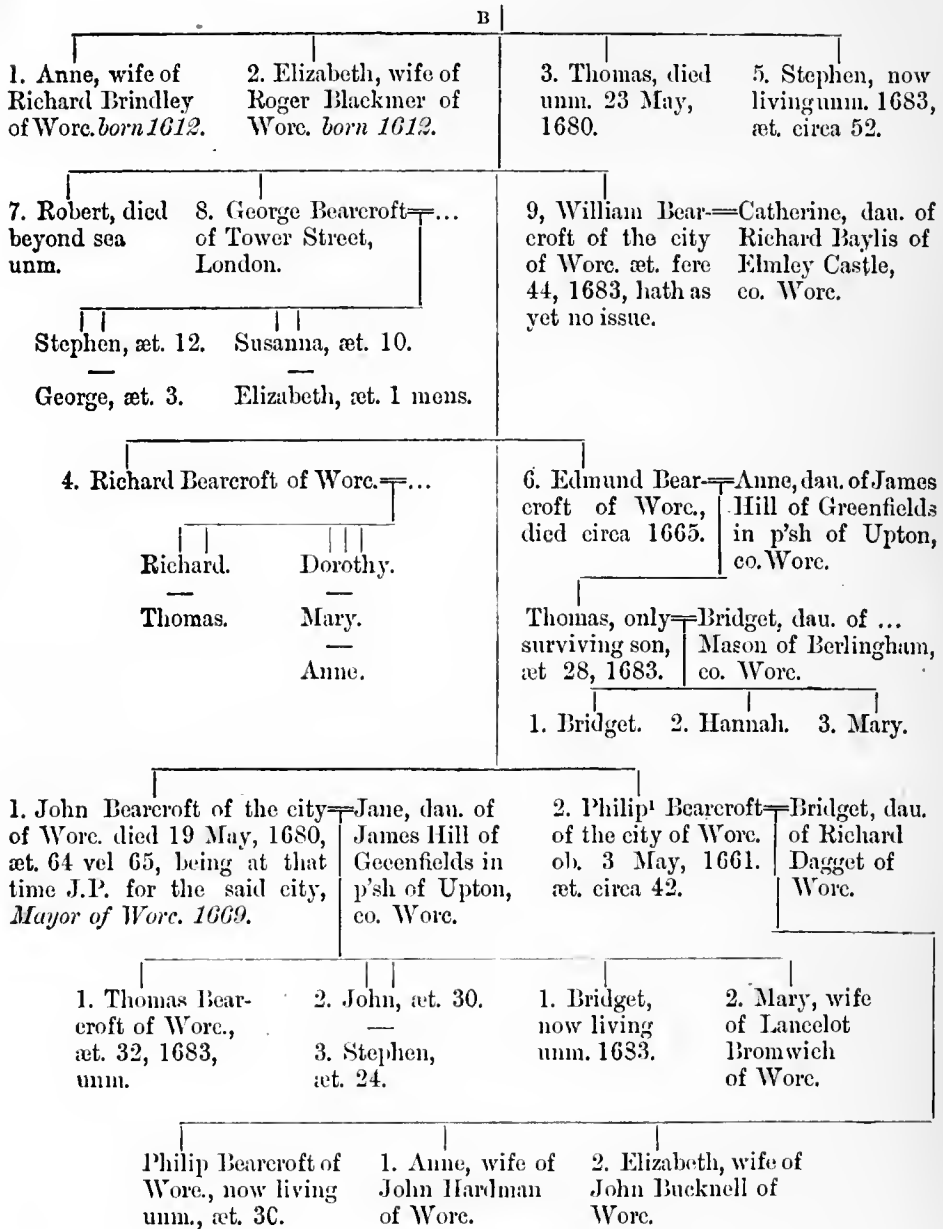 B
1. Anne, wife of
Richard Brindley
of Worc. born 1612.
2. Elizabeth, wife of
Roger Blackmer of
Worc. born 1612.
3. Thomas, died
unm. 23 May,
1680.
5. Stephen, now
living unm. 1683,
æt. circa 52.
7. Robert, died
beyond sea
unm.
8. George Bearcroft=...
of Tower Street,
London.
9, William Bear-
croft of the city
of Worc. æt. fere
44, 1683, hath as
yet no issue.
=Catherine, dau. of
Richard Baylis of
Elmley Castle,
co. Worc.
Stephen, æt. 12.
—
George, æt. 3.
Susanna, æt. 10.
—
Elizabeth, æt. 1 mens.
4. Richard Bearcroft of Worc.=...
Richard.
—
Thomas.
Dorothy.
—
Mary.
—
Anne.
6. Edmund Bear-
croft of Worc.,
died circa 1665.
=Anne, dau. of James
Hill of Greenfields
in p'sh of Upton,
co. Worc.
Thomas, only
surviving son,
æt 28, 1683.
=Bridget, dau. of ...
Mason of Berlingham,
co. Worc.
1. Bridget. 2. Hannah. 3. Mary.
1. John Bearcroft of the city
of Worc. died 19 May, 1680,
æt. 64 vel 65, being at that
time J.P. for the said city,
Mayor of Worc. 1669.
=Jane, dau. of
James Hill of
Geeenfields in
p'sh of Upton,
co. Worc.
2. Philip¹ Bearcroft
of the city of Worc.
ob. 3 May, 1661.
æt. circa 42.
=Bridget, dau.
of Richard
Dagget of
Worc.
1. Thomas Bear-
croft of Worc.,
æt. 32, 1683,
unm.
2. John, æt. 30.
—
3. Stephen,
æt. 24.
1. Bridget,
now living
unm. 1683.
2. Mary, wife
of Lancelot
Bromwich
of Worc.
Philip Bearcroft of
Worc., now living
unm., æt. 30.
1. Anne, wife of
John Hardman
of Worc.
2. Elizabeth, wife of
John Bucknell of
Worc.